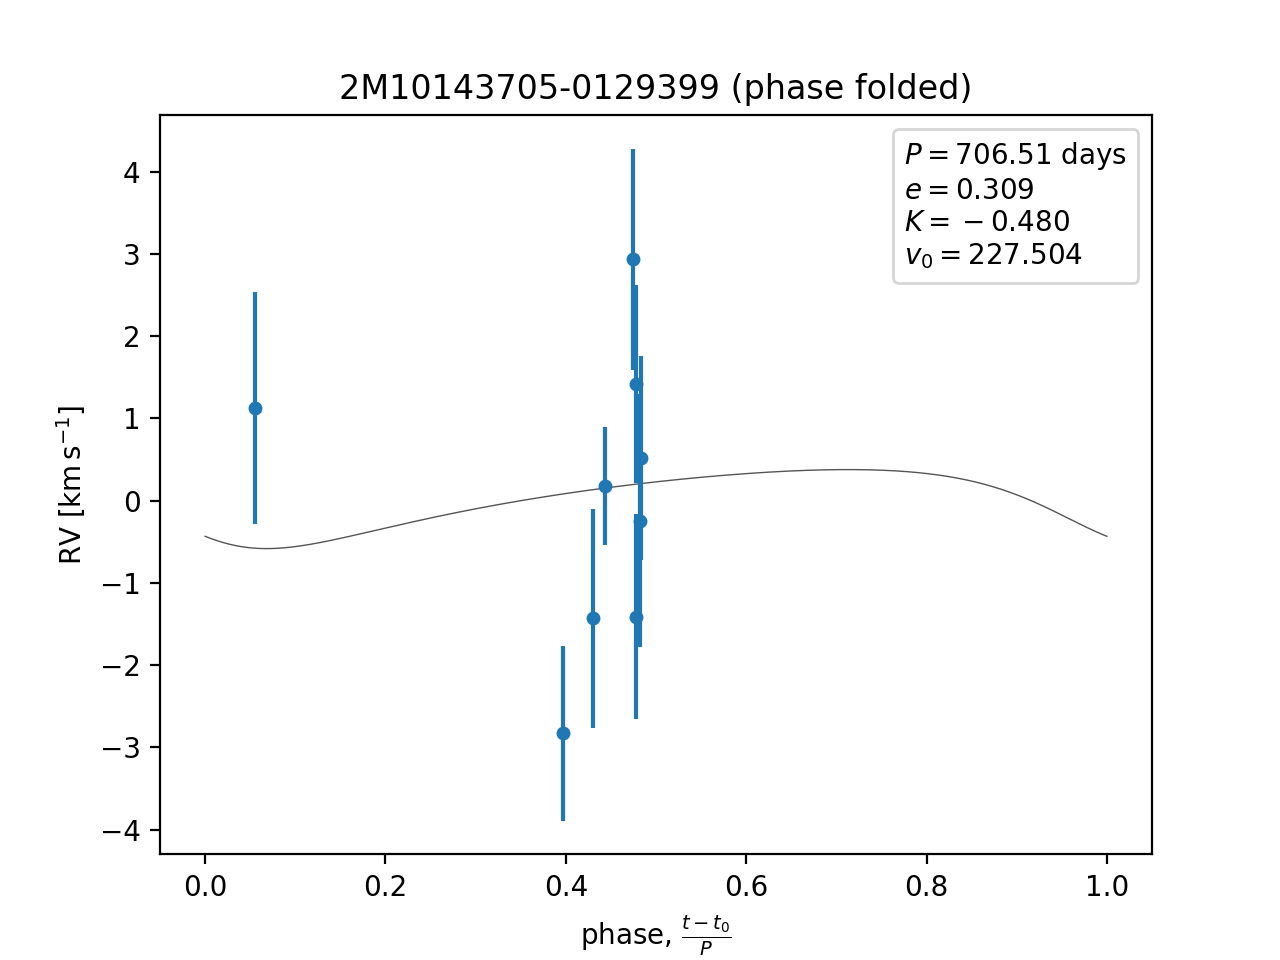 2M10143705-0129399 (phase folded)
P = 706.51 days
e = 0.309
K = −0.480
v₀ = 227.504
4
3
2
1
0
−1
−2
−3
−4
RV [km s⁻¹]
0.0 0.2 0.4 0.6 0.8 1.0
phase, (t − t₀)/P